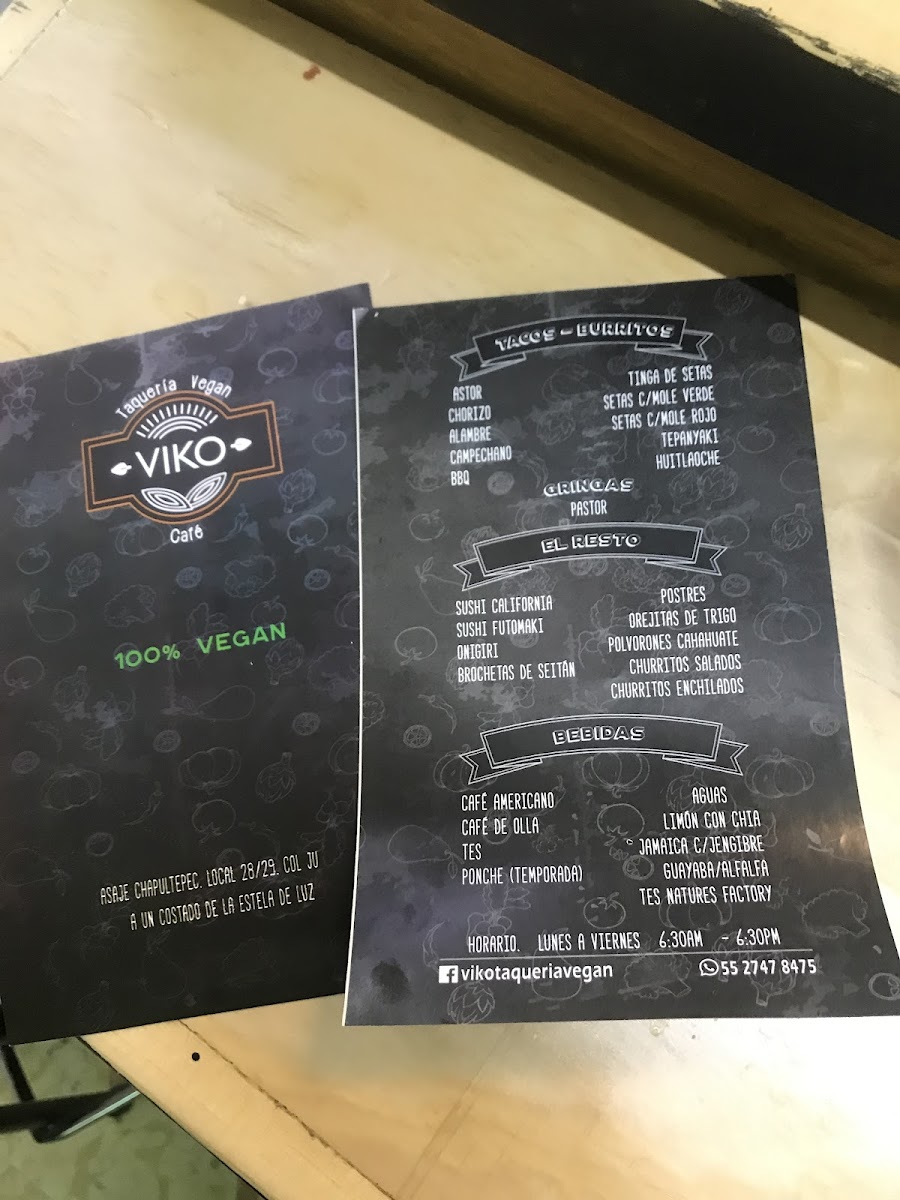 Taquería Vegan
VIKO
Café
100% VEGAN
ASAJE CHAPULTEPEC. LOCAL 28/29. COL JU
A UN COSTADO DE LA ESTELA DE LUZ
TACOS - BURRITOS
ASTOR
CHORIZO
ALAMBRE
CAMPECHANO
BBQ
TINGA DE SETAS
SETAS C/MOLE VERDE
SETAS C/MOLE ROJO
TEPANYAKI
HUITLAOCHE
GRINGAS
PASTOR
EL RESTO
SUSHI CALIFORNIA
SUSHI FUTOMAKI
ONIGIRI
BROCHETAS DE SEITÁN
POSTRES
OREJITAS DE TRIGO
POLVORONES CAHAHUATE
CHURRITOS SALADOS
CHURRITOS ENCHILADOS
BEBIDAS
CAFÉ AMERICANO
CAFÉ DE OLLA
TES
PONCHE (TEMPORADA)
AGUAS
LIMÓN CON CHIA
JAMAICA C/JENGIBRE
GUAYABA/ALFALFA
TES NATURES FACTORY
HORARIO. LUNES A VIERNES 6:30AM - 6:30PM
vikotaqueriavegan 55 2747 8475